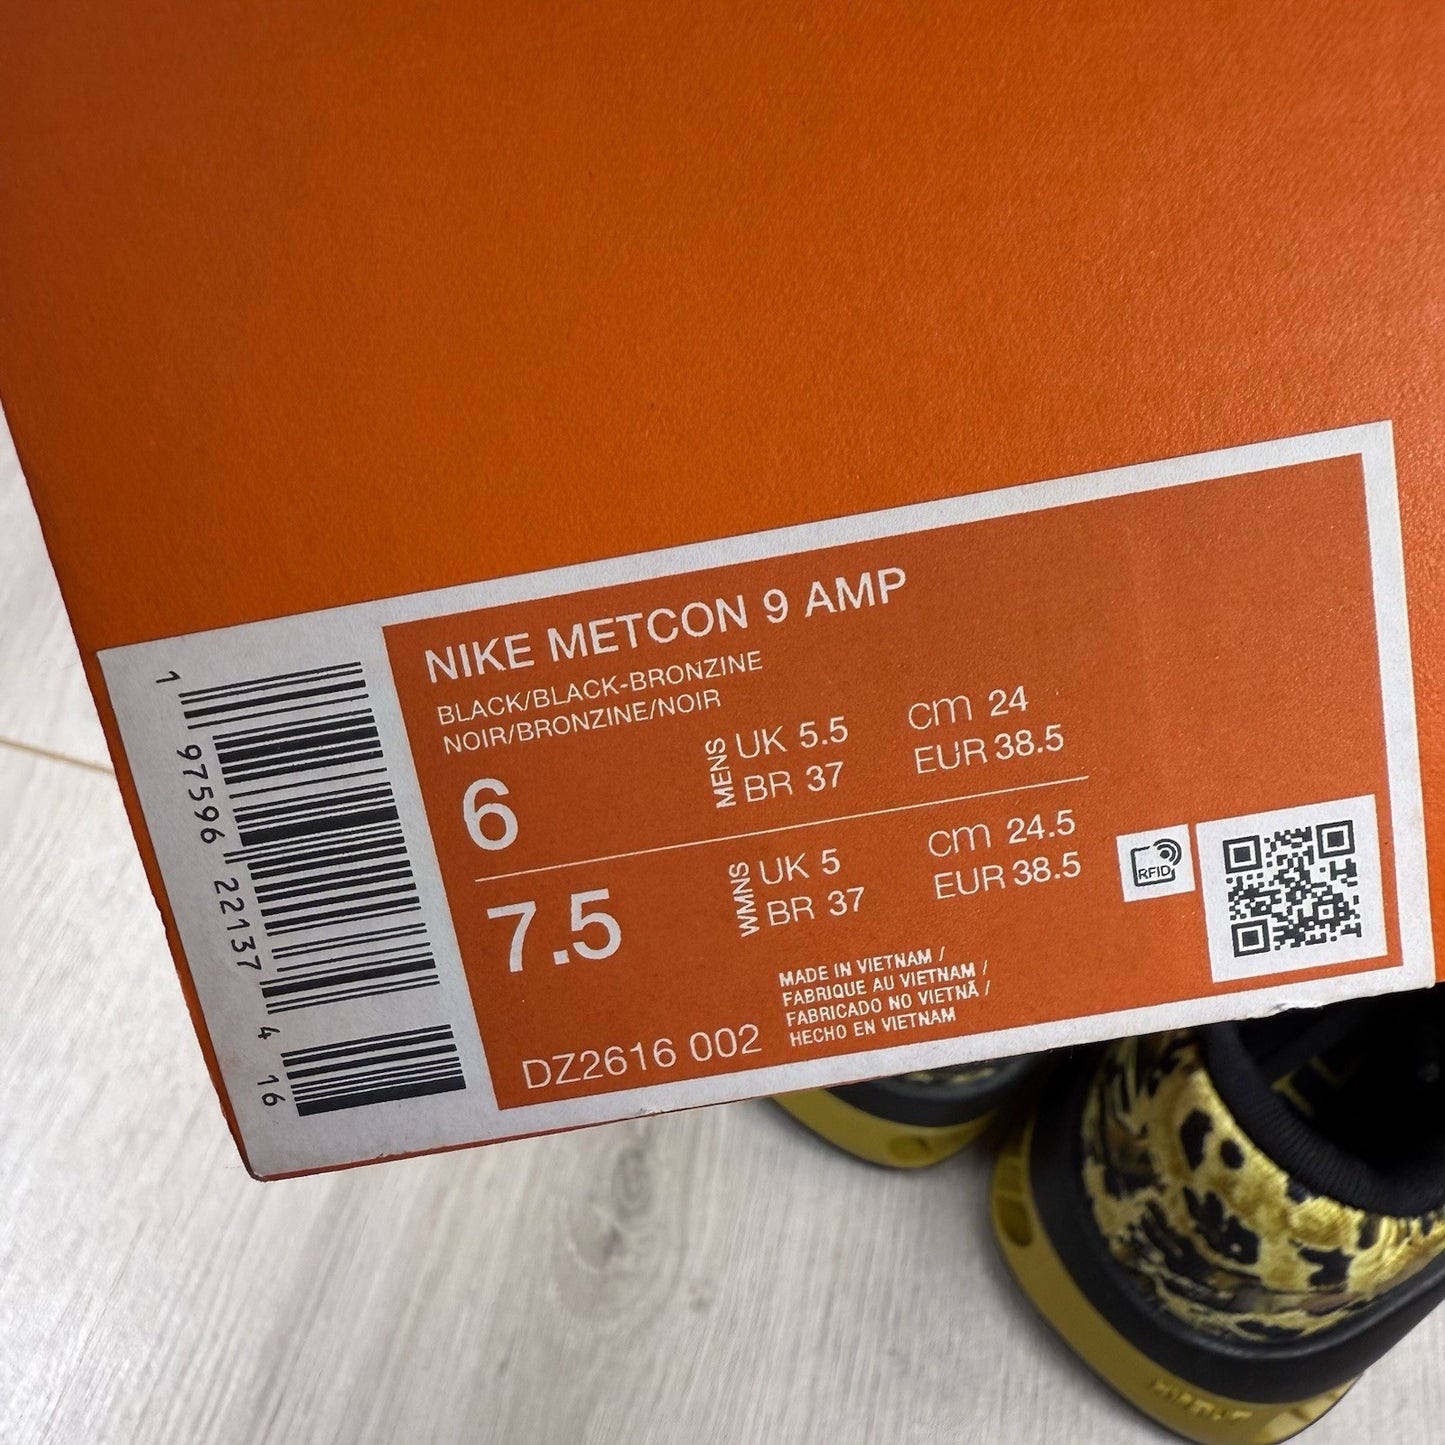 NIKE METCON 9 AMP
BLACK/BLACK-BRONZINE
NOIR/BRONZINE/NOIR
6
MENS
UK 5.5
CM 24
BR 37
EUR 38.5
7.5
WMNS
UK 5
CM 24.5
BR 37
EUR 38.5
DZ2616 002
MADE IN VIETNAM /
FABRIQUE AU VIETNAM /
FABRICADO NO VIETNÃ /
HECHO EN VIETNAM
RFID
1 97596 22137 4 16